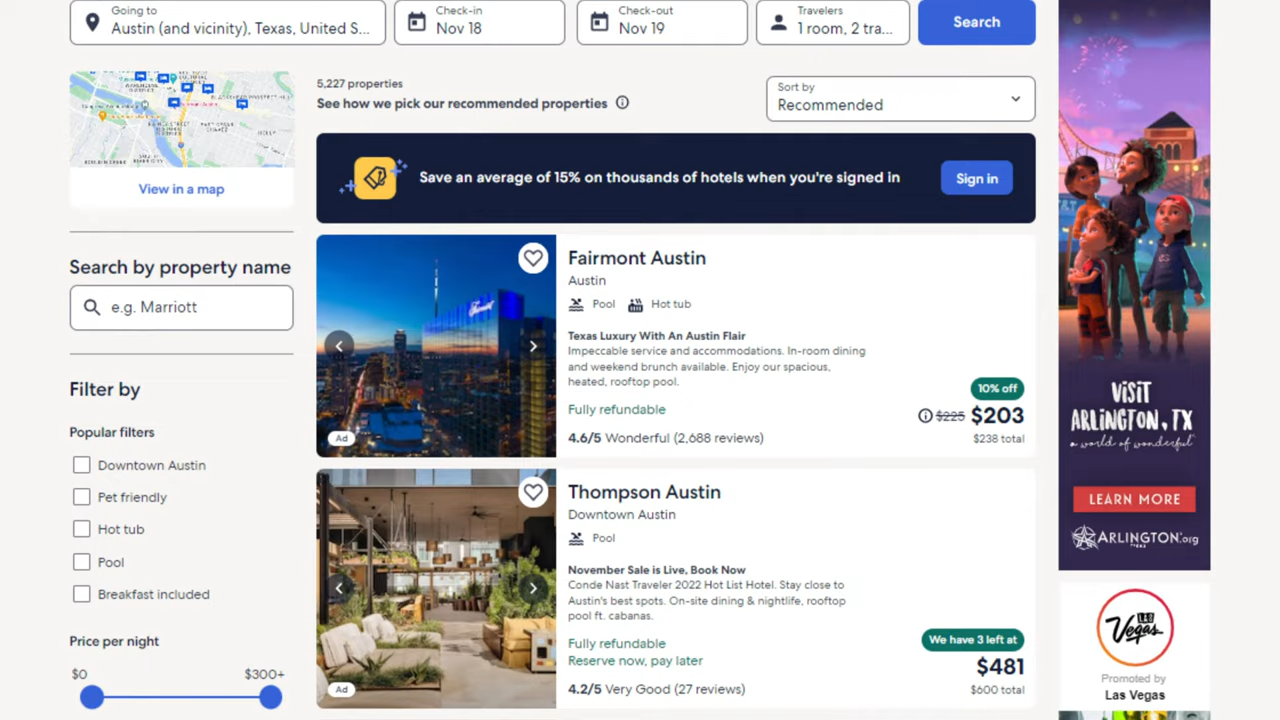 Going to
Austin (and vicinity), Texas, United S...
Check-in
Nov 18
Check-out
Nov 19
Travelers
1 room, 2 tra...
Search
View in a map
Search by property name
e.g. Marriott
Filter by
Popular filters
Downtown Austin
Pet friendly
Hot tub
Pool
Breakfast included
Price per night
$0
$300+
5,227 properties
See how we pick our recommended properties
Sort by
Recommended
Save an average of 15% on thousands of hotels when you're signed in
Sign in
Fairmont Austin
Austin
Pool
Hot tub
Texas Luxury With An Austin Flair
Impeccable service and accommodations. In-room dining
and weekend brunch available. Enjoy our spacious,
heated, rooftop pool.
Fully refundable
4.6/5 Wonderful (2,688 reviews)
10% off
$225 $203
$238 total
Ad
Thompson Austin
Downtown Austin
Pool
November Sale is Live, Book Now
Conde Nast Traveler 2022 Hot List Hotel. Stay close to
Austin's best spots. On-site dining & nightlife, rooftop
pool ft. cabanas.
Fully refundable
Reserve now, pay later
4.2/5 Very Good (27 reviews)
We have 3 left at
$481
$600 total
Ad
VISIT
ARLINGTON, TX
a world of wonderful
LEARN MORE
ARLINGTON.org
TEXAS
LAS
Vegas
Promoted by
Las Vegas